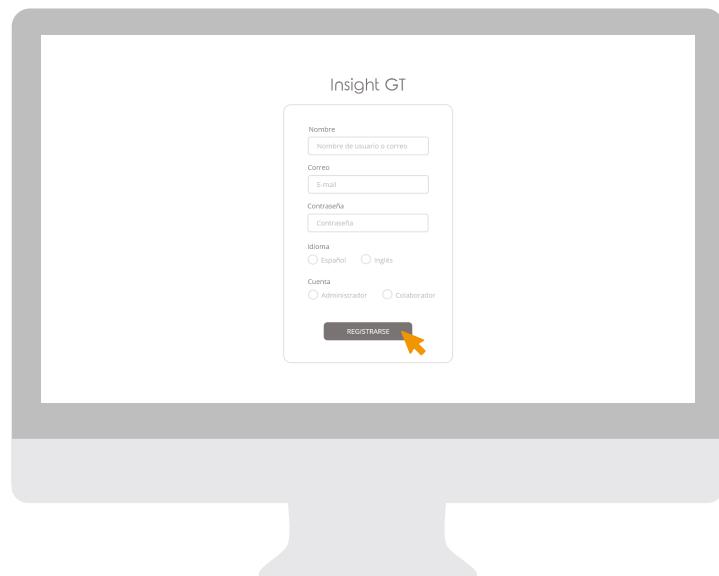 Insight GT
Nombre
Nombre de usuario o correo
Correo
E-mail
Contraseña
Contraseña
Idioma
Español Inglés
Cuenta
Administrador Colaborador
REGISTRARSE